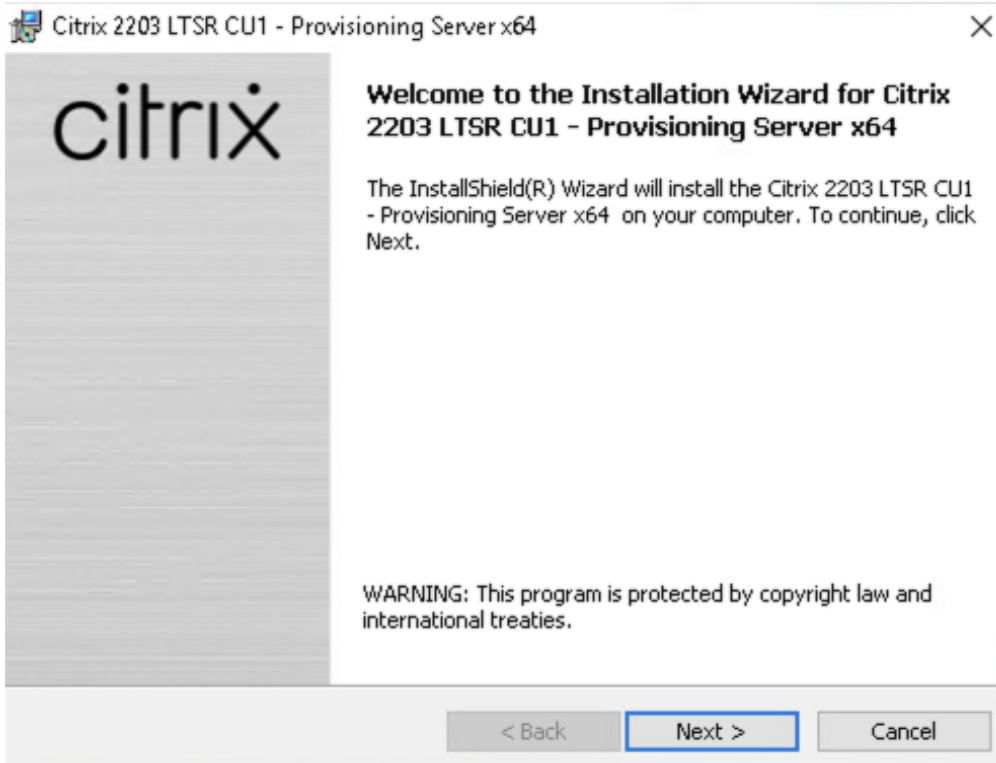 Citrix 2203 LTSR CU1 - Provisioning Server x64
citrix
Welcome to the Installation Wizard for Citrix
2203 LTSR CU1 - Provisioning Server x64
The InstallShield(R) Wizard will install the Citrix 2203 LTSR CU1
- Provisioning Server x64 on your computer. To continue, click
Next.
WARNING: This program is protected by copyright law and
international treaties.
< Back
Next >
Cancel